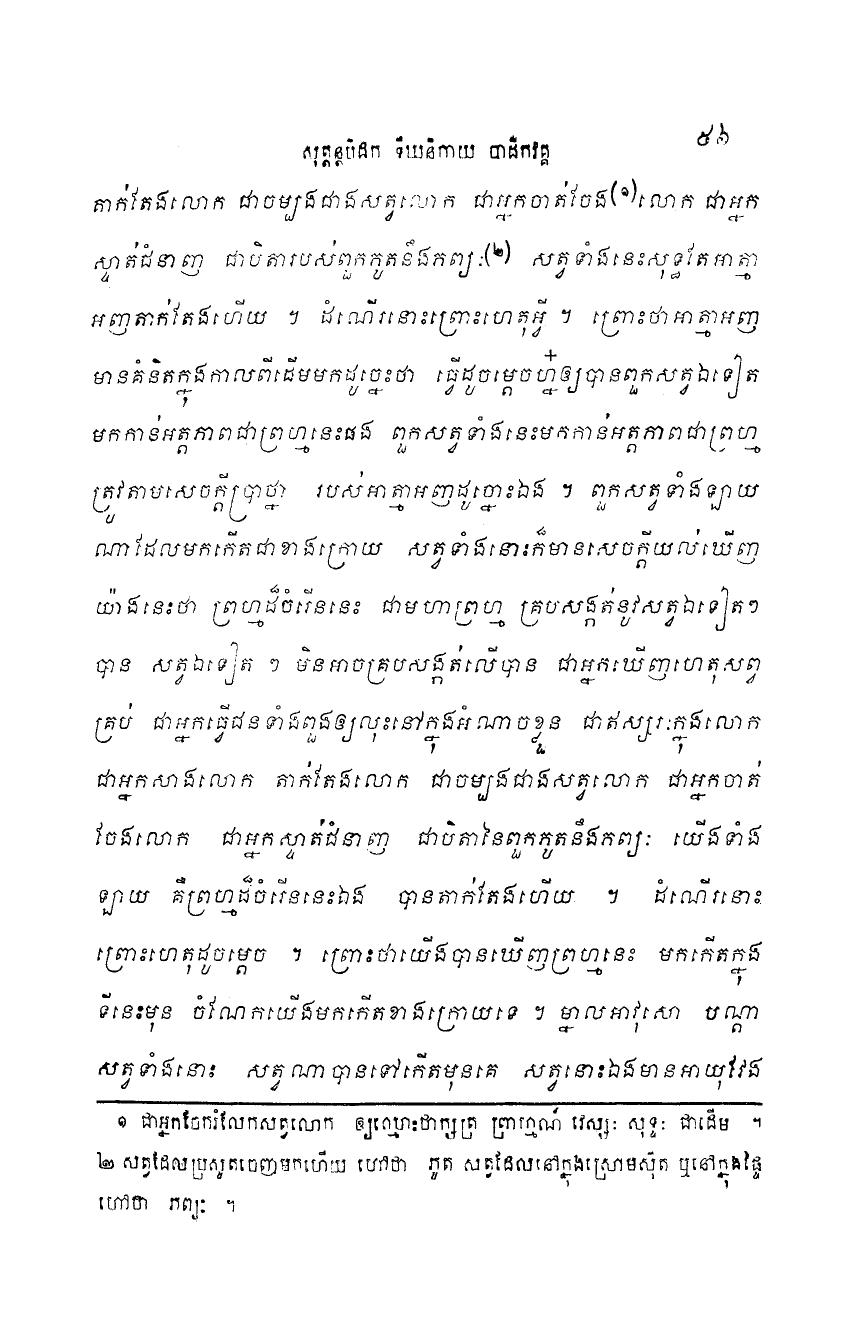 ៥៦
សុត្តន្តបិដក ទីឃនិកាយ បាដិកវគ្គ
តាក់តែងលោក ជាចម្បងជាងសត្វលោក ជាអ្នកចាត់ចែង(១)លោក ជាអ្នក
ស្ទាត់ជំនាញ ជាបិតារបស់ពួកភូតនឹងភព្យៈ(២) សត្វទាំងនេះសុទ្ធតែអាត្មា
អញតាក់តែងហើយ ។ ដំណើរនោះព្រោះហេតុអ្វី ។ ព្រោះថាអាត្មាអញ
មានគំនិតក្នុងកាលពីដើមមកដូច្នេះថា ធ្វើដូចម្តេចហ្ន៎ឲ្យបានពួកសត្វឯទៀត
មកកាន់អត្តភាពជាព្រហ្មនេះផង ពួកសត្វទាំងនេះមកកាន់អត្តភាពជាព្រហ្ម
ត្រូវតាមសេចក្តីប្រាថ្នា របស់អាត្មាអញដូច្នោះឯង ។ ពួកសត្វទាំងឡាយ
ណាដែលមកកើតជាខាងក្រោយ សត្វទាំងនោះក៏មានសេចក្តីយល់ឃើញ
យ៉ាងនេះថា ព្រហ្មដ៏ចំរើននេះ ជាមហាព្រហ្ម គ្របសង្កត់នូវសត្វឯទៀតៗ
បាន សត្វឯទៀត ៗ មិនអាចគ្របសង្កត់លើបាន ជាអ្នកឃើញហេតុសព្វ
គ្រប់ ជាអ្នកធ្វើជនទាំងពួងឲ្យលុះនៅក្នុងអំណាចខ្លួន ជាឥស្សរៈក្នុងលោក
ជាអ្នកសាងលោក តាក់តែងលោក ជាចម្បងជាងសត្វលោក ជាអ្នកចាត់
ចែងលោក ជាអ្នកស្ទាត់ជំនាញ ជាបិតានៃពួកភូតនឹងភព្យៈ យើងទាំង
ឡាយ គឺព្រហ្មដ៏ចំរើននេះឯង បានតាក់តែងហើយ ។ ដំណើរនោះ
ព្រោះហេតុដូចម្តេច ។ ព្រោះថាយើងបានឃើញព្រហ្មនេះ មកកើតក្នុង
ទីនេះមុន ចំណែកយើងមកកើតខាងក្រោយទេ ។ ម្នាលអាវុសោ បណ្តា
សត្វទាំងនោះ សត្វណាបានទៅកើតមុនគេ សត្វនោះឯងមានអាយុវែង
១ ជាអ្នកចែករំលែកសត្វលោក ឲ្យឈ្មោះថាក្សត្រ ព្រាហ្មណ៍ វេស្សៈ សុទ្ទៈ ជាដើម ។
២ សត្វដែលប្រសូតចេញមកហើយ ហៅថា ភូត សត្វដែលនៅក្នុងស្រោមស៊ុត ឬនៅក្នុងផ្ទៃ
ហៅថា ភព្យៈ ។